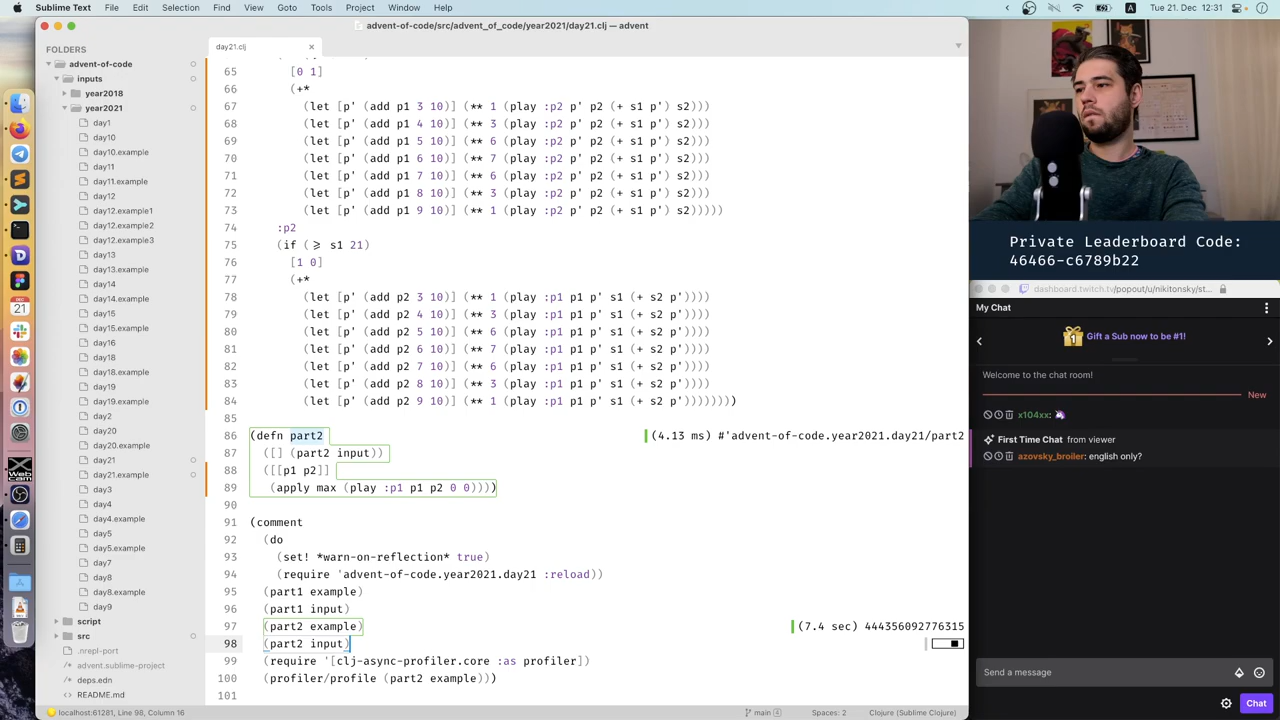 Sublime Text File Edit Selection Find View Goto Tools Project Window Help
A Tue 21. Dec 12:31
advent-of-code/src/advent_of_code/year2021/day21.clj — advent
FOLDERS
advent-of-code
inputs
year2018
year2021
day1
day10
day10.example
day11
day11.example
day12
day12.example1
day12.example2
day12.example3
day13
day13.example
day14
day14.example
day15
day15.example
day16
day18
day18.example
day19
day19.example
day2
day20
day20.example
day21
day21.example
day3
day4
day4.example
day5
day5.example
day7
day8
day8.example
day9
script
src
.nrepl-port
advent.sublime-project
deps.edn
README.md
day21.clj
65 [0 1]
66 (+*
67 (let [p' (add p1 3 10)] (** 1 (play :p2 p' p2 (+ s1 p') s2)))
68 (let [p' (add p1 4 10)] (** 3 (play :p2 p' p2 (+ s1 p') s2)))
69 (let [p' (add p1 5 10)] (** 6 (play :p2 p' p2 (+ s1 p') s2)))
70 (let [p' (add p1 6 10)] (** 7 (play :p2 p' p2 (+ s1 p') s2)))
71 (let [p' (add p1 7 10)] (** 6 (play :p2 p' p2 (+ s1 p') s2)))
72 (let [p' (add p1 8 10)] (** 3 (play :p2 p' p2 (+ s1 p') s2)))
73 (let [p' (add p1 9 10)] (** 1 (play :p2 p' p2 (+ s1 p') s2)))))
74 :p2
75 (if (≥ s1 21)
76 [1 0]
77 (+*
78 (let [p' (add p2 3 10)] (** 1 (play :p1 p1 p' s1 (+ s2 p'))))
79 (let [p' (add p2 4 10)] (** 3 (play :p1 p1 p' s1 (+ s2 p'))))
80 (let [p' (add p2 5 10)] (** 6 (play :p1 p1 p' s1 (+ s2 p'))))
81 (let [p' (add p2 6 10)] (** 7 (play :p1 p1 p' s1 (+ s2 p'))))
82 (let [p' (add p2 7 10)] (** 6 (play :p1 p1 p' s1 (+ s2 p'))))
83 (let [p' (add p2 8 10)] (** 3 (play :p1 p1 p' s1 (+ s2 p'))))
84 (let [p' (add p2 9 10)] (** 1 (play :p1 p1 p' s1 (+ s2 p'))))))))
85
86 (defn part2 (4.13 ms) #'advent-of-code.year2021.day21/part2
87 ([] (part2 input))
88 ([[p1 p2]]
89 (apply max (play :p1 p1 p2 0 0))))
90
91 (comment
92 (do
93 (set! *warn-on-reflection* true)
94 (require 'advent-of-code.year2021.day21 :reload))
95 (part1 example)
96 (part1 input)
97 (part2 example) (7.4 sec) 444356092776315
98 (part2 input)
99 (require '[clj-async-profiler.core :as profiler])
100 (profiler/profile (part2 example)))
101
localhost:61281, Line 98, Column 16 main 4 Spaces: 2 Clojure (Sublime Clojure)
Private Leaderboard Code:
46466-c6789b22
dashboard.twitch.tv/popout/u/nikitonsky/st...
My Chat
1 Gift a Sub now to be #1!
Welcome to the chat room!
New
x104xx:
First Time Chat from viewer
azovsky_broiler: english only?
Send a message
Chat